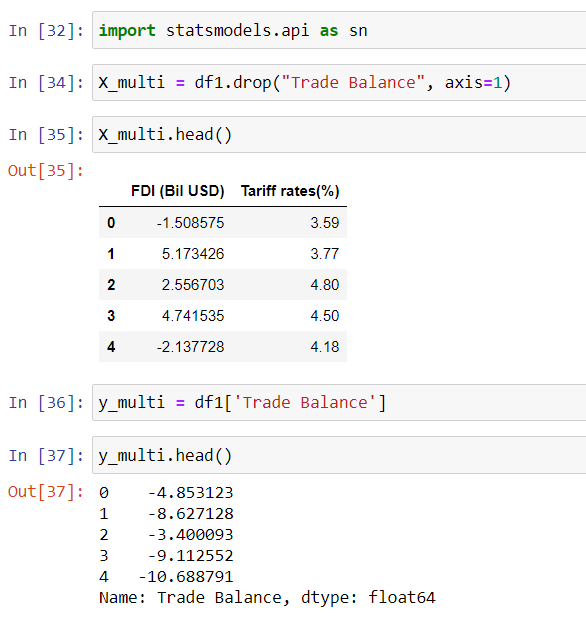 In [32]: import statsmodels.api as sn
In [34]: X_multi = df1.drop("Trade Balance", axis=1)
In [35]: X_multi.head()
Out[35]:
FDI (Bil USD) Tariff rates(%)
0 -1.508575 3.59
1 5.173426 3.77
2 2.556703 4.80
3 4.741535 4.50
4 -2.137728 4.18
In [36]: y_multi = df1['Trade Balance']
In [37]: y_multi.head()
Out[37]: 0 -4.853123
1 -8.627128
2 -3.400093
3 -9.112552
4 -10.688791
Name: Trade Balance, dtype: float64